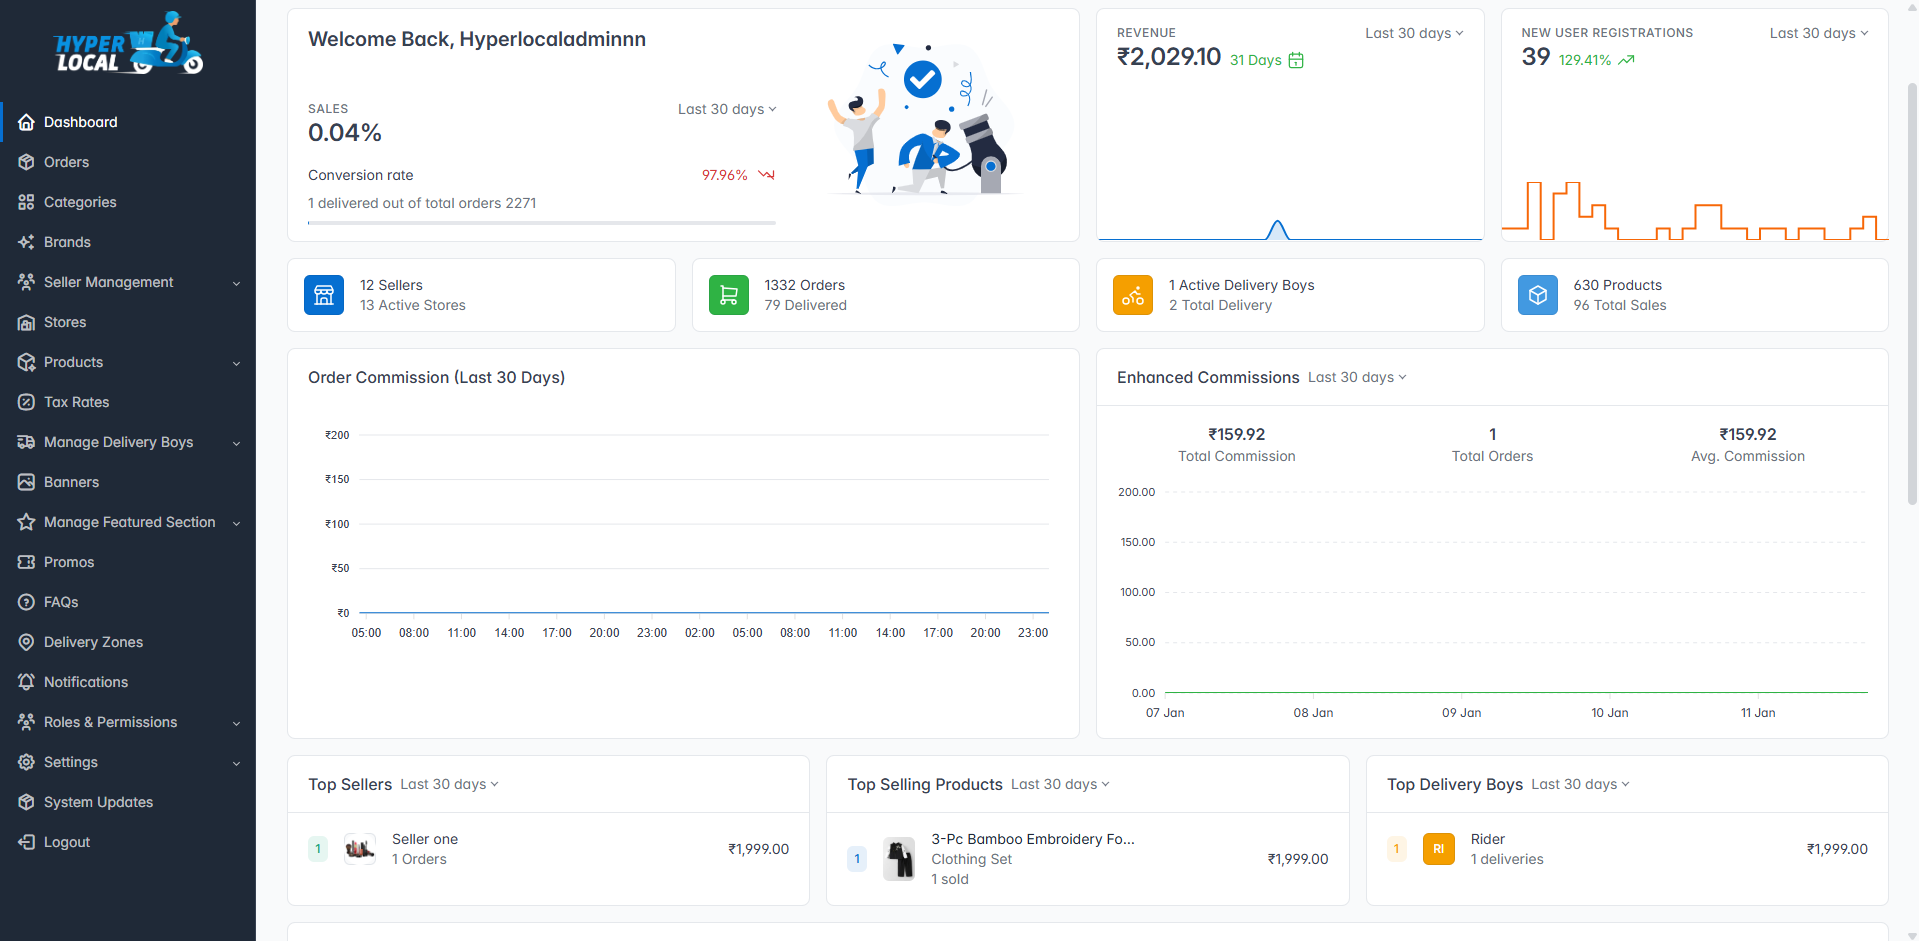 HYPER
LOCAL
Dashboard
Orders
Categories
Brands
Seller Management
Stores
Products
Tax Rates
Manage Delivery Boys
Banners
Manage Featured Section
Promos
FAQs
Delivery Zones
Notifications
Roles & Permissions
Settings
System Updates
Logout
Welcome Back, Hyperlocaladminnn
SALES
Last 30 days
0.04%
Conversion rate
97.96%
1 delivered out of total orders 2271
REVENUE
Last 30 days
₹2,029.10 31 Days
NEW USER REGISTRATIONS
Last 30 days
39 129.41%
12 Sellers
13 Active Stores
1332 Orders
79 Delivered
1 Active Delivery Boys
2 Total Delivery
630 Products
96 Total Sales
Order Commission (Last 30 Days)
₹200
₹150
₹100
₹50
₹0
05:00 08:00 11:00 14:00 17:00 20:00 23:00 02:00 05:00 08:00 11:00 14:00 17:00 20:00 23:00
Enhanced Commissions Last 30 days
₹159.92
Total Commission
1
Total Orders
₹159.92
Avg. Commission
200.00
150.00
100.00
50.00
0.00
07 Jan 08 Jan 09 Jan 10 Jan 11 Jan
Top Sellers Last 30 days
1
Seller one
1 Orders
₹1,999.00
Top Selling Products Last 30 days
1
3-Pc Bamboo Embroidery Fo...
Clothing Set
1 sold
₹1,999.00
Top Delivery Boys Last 30 days
1
RI
Rider
1 deliveries
₹1,999.00